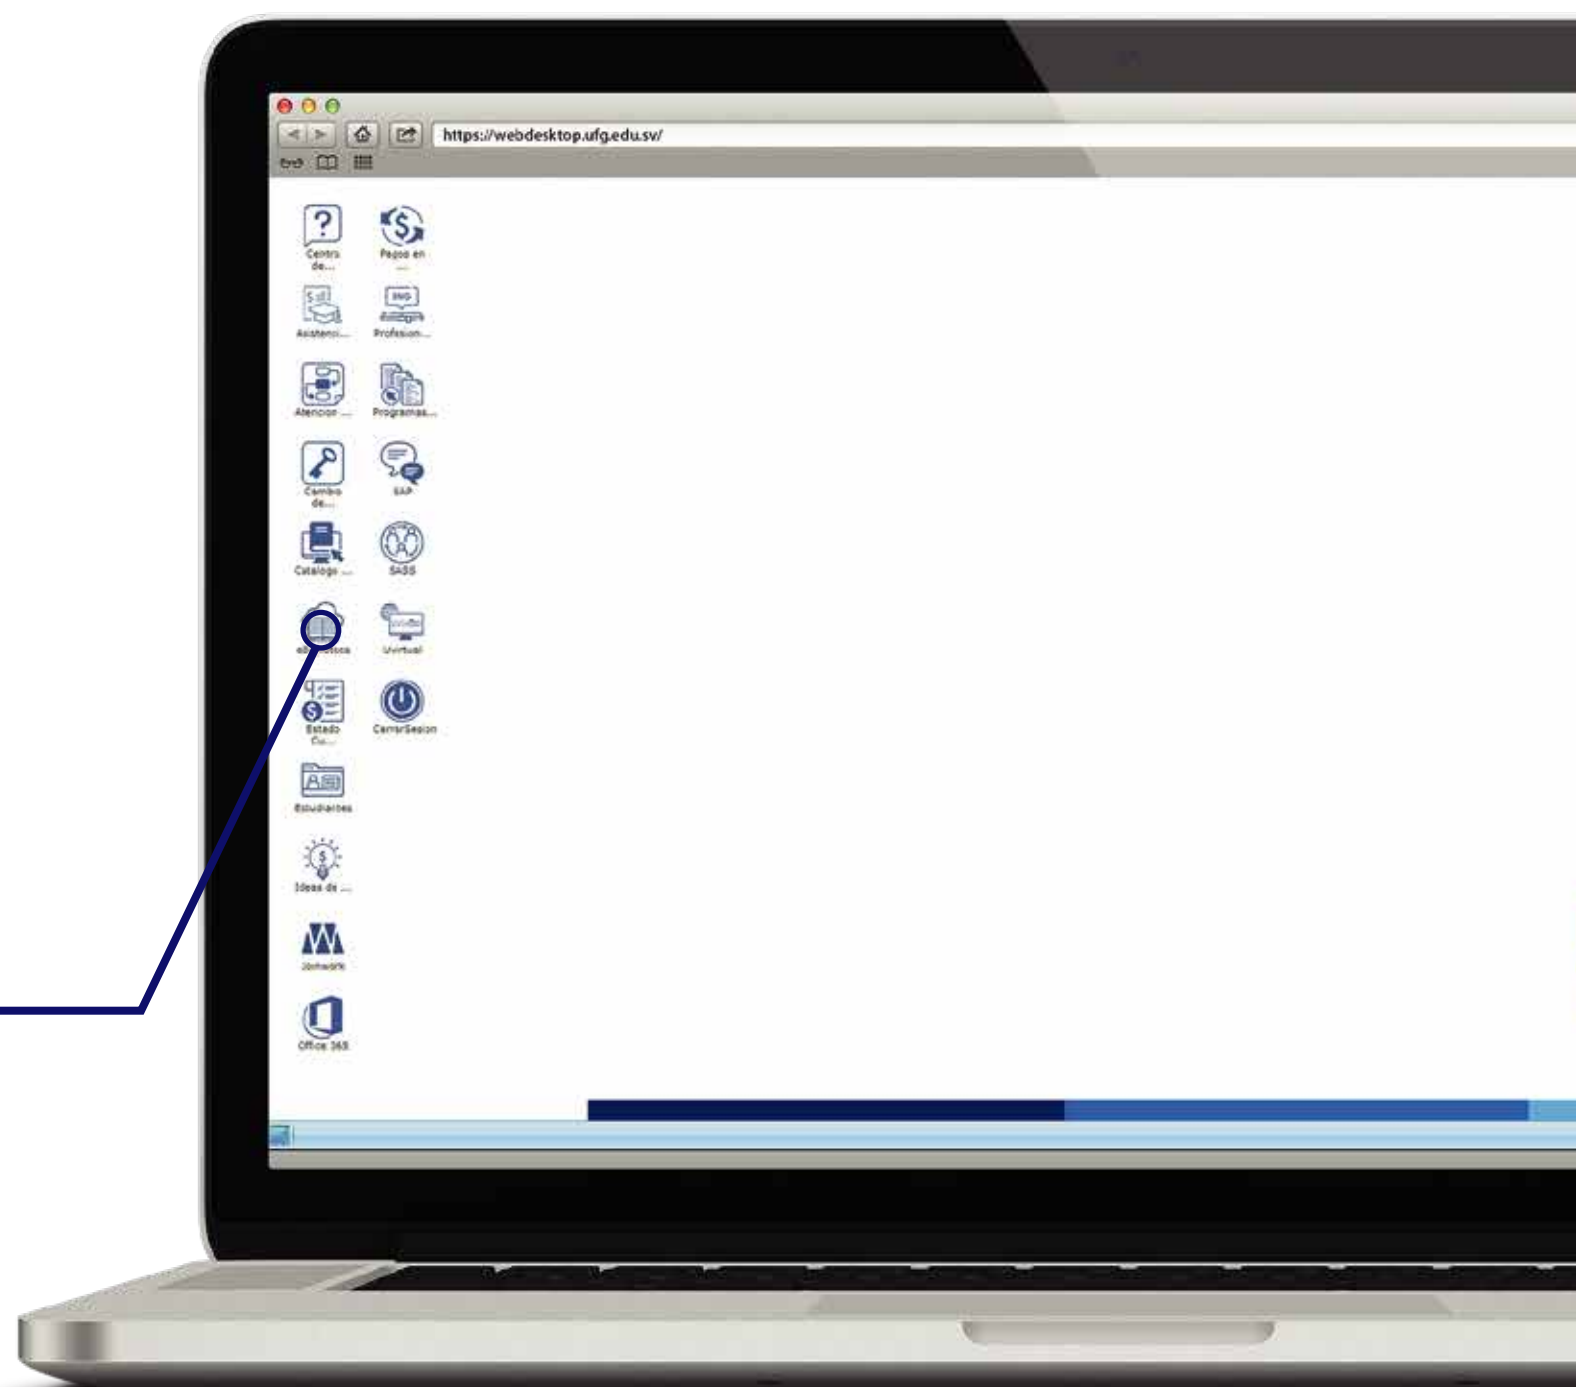 https://webdesktop.ufg.edu.sv/
?
$
Centro
de...
Pagos en
...
$
ING
Asistenci...
Profesion...
Atencion ...
Programas...
Cambio
de...
SAP
Catalogo ...
SASS
Uvirtual
$
Estado
Cu...
CerrarSesion
Estudiantes
$
Ideas de ...
Office 365